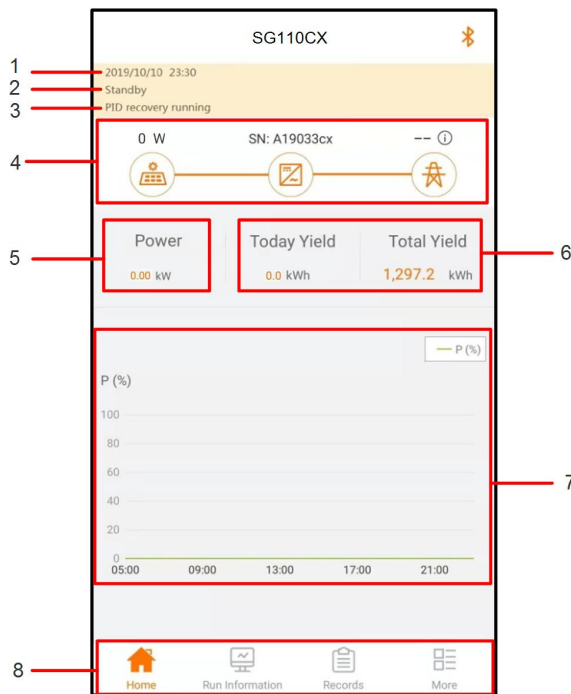 SG110CX
1
2019/10/10 23:30
2
Standby
3
PID recovery running
4
0 W
SN: A19033cx
--
5
Power
Today Yield
Total Yield
6
0.00 kW
0.0 kWh
1,297.2 kWh
P (%)
P (%)
100
80
60
40
20
0
7
05:00
09:00
13:00
17:00
21:00
8
Home
Run Information
Records
More